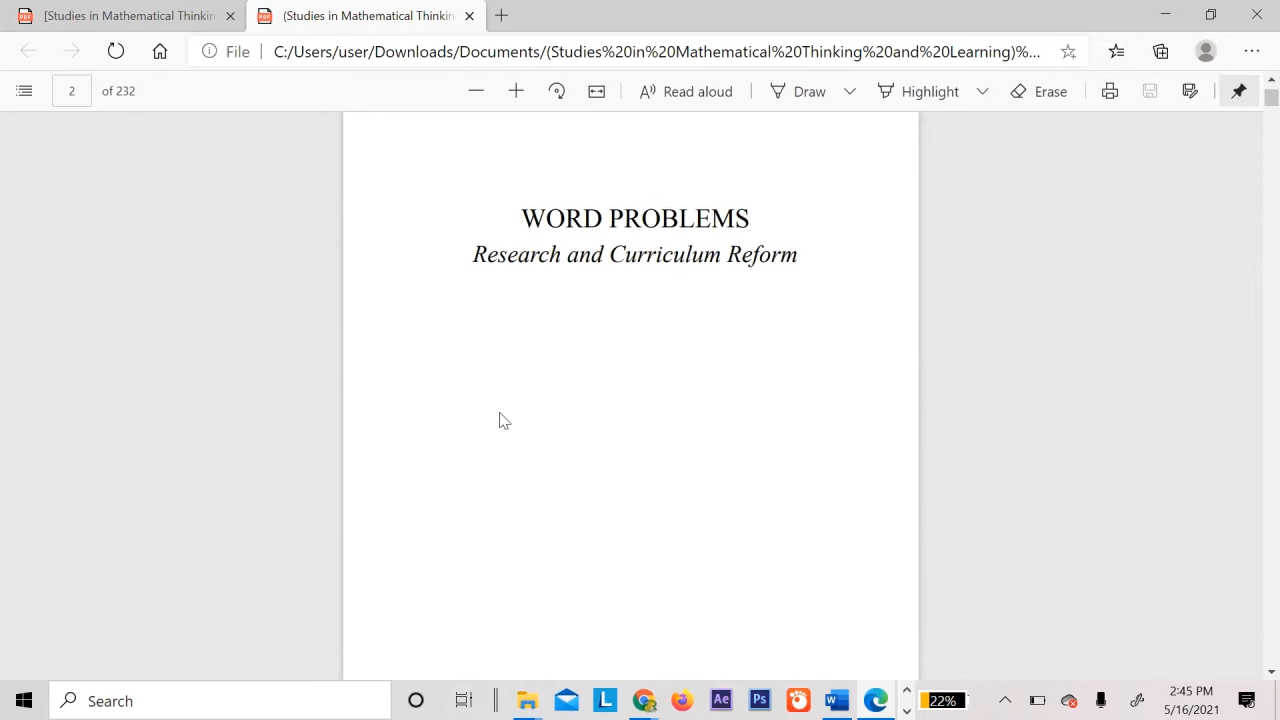 [Studies in Mathematical Thinkin
(Studies in Mathematical Thinkin
File
C:/Users/user/Downloads/Documents/(Studies%20in%20Mathematical%20Thinking%20and%20Learning)%...
2 of 232
Read aloud
Draw
Highlight
Erase
WORD PROBLEMS
Research and Curriculum Reform
Search
L
Ae
Ps
W
22%
2:45 PM
5/16/2021